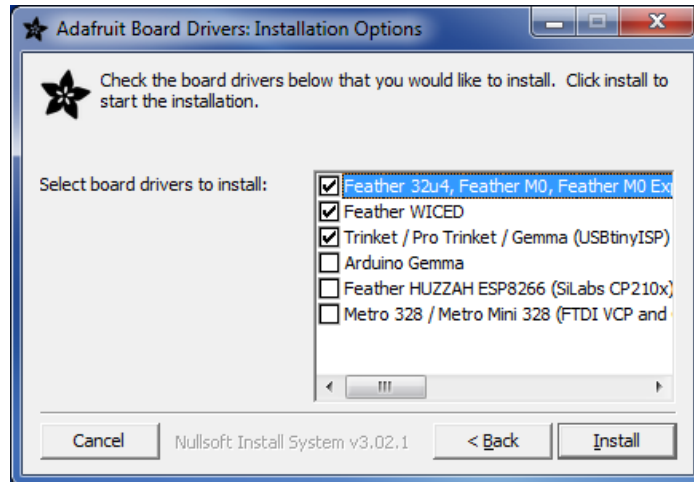 Adafruit Board Drivers: Installation Options
Check the board drivers below that you would like to install. Click install to
start the installation.
Select board drivers to install:
Feather 32u4, Feather M0, Feather M0
Feather WICED
Trinket / Pro Trinket / Gemma (USBtinyISP)
Arduino Gemma
Feather HUZZAH ESP8266 (SiLabs CP210x)
Metro 328 / Metro Mini 328 (FTDI VCP and
Cancel
Nullsoft Install System v3.02.1
< Back
Install